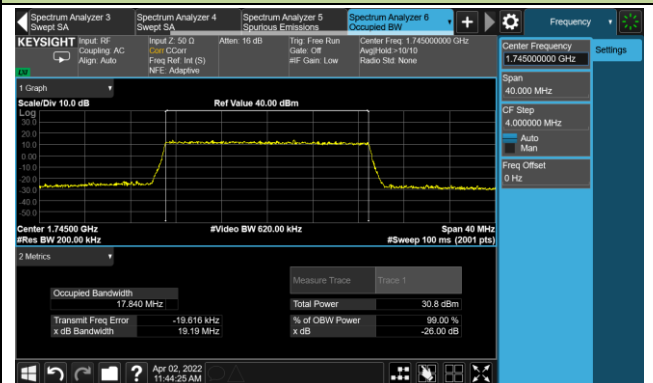 Spectrum Analyzer 3
Swept SA
Spectrum Analyzer 4
Swept SA
Spectrum Analyzer 5
Spurious Emissions
Spectrum Analyzer 6
Occupied BW
Frequency
KEYSIGHT
Input: RF
Coupling: AC
Align: Auto
Input Z: 50 Ω
Corr CCorr
Freq Ref: Int (S)
NFE: Adaptive
Atten: 16 dB
Trig: Free Run
Gate: Off
#IF Gain: Low
Center Freq: 1.745000000 GHz
Avg|Hold:>10/10
Radio Std: None
LXI
Center Frequency
1.745000000 GHz
Settings
Span
40.000 MHz
CF Step
4.000000 MHz
Auto
Man
Freq Offset
0 Hz
1 Graph
Scale/Div 10.0 dB
Ref Value 40.00 dBm
Log
30.0
20.0
10.0
0.00
-10.0
-20.0
-30.0
-40.0
-50.0
Center 1.74500 GHz
#Video BW 620.00 kHz
Span 40 MHz
#Res BW 200.00 kHz
#Sweep 100 ms (2001 pts)
2 Metrics
Measure Trace
Trace 1
Occupied Bandwidth
17.840 MHz
Total Power
30.8 dBm
Transmit Freq Error
-19.616 kHz
% of OBW Power
99.00 %
x dB Bandwidth
19.19 MHz
x dB
-26.00 dB
Apr 02, 2022
11:44:25 AM